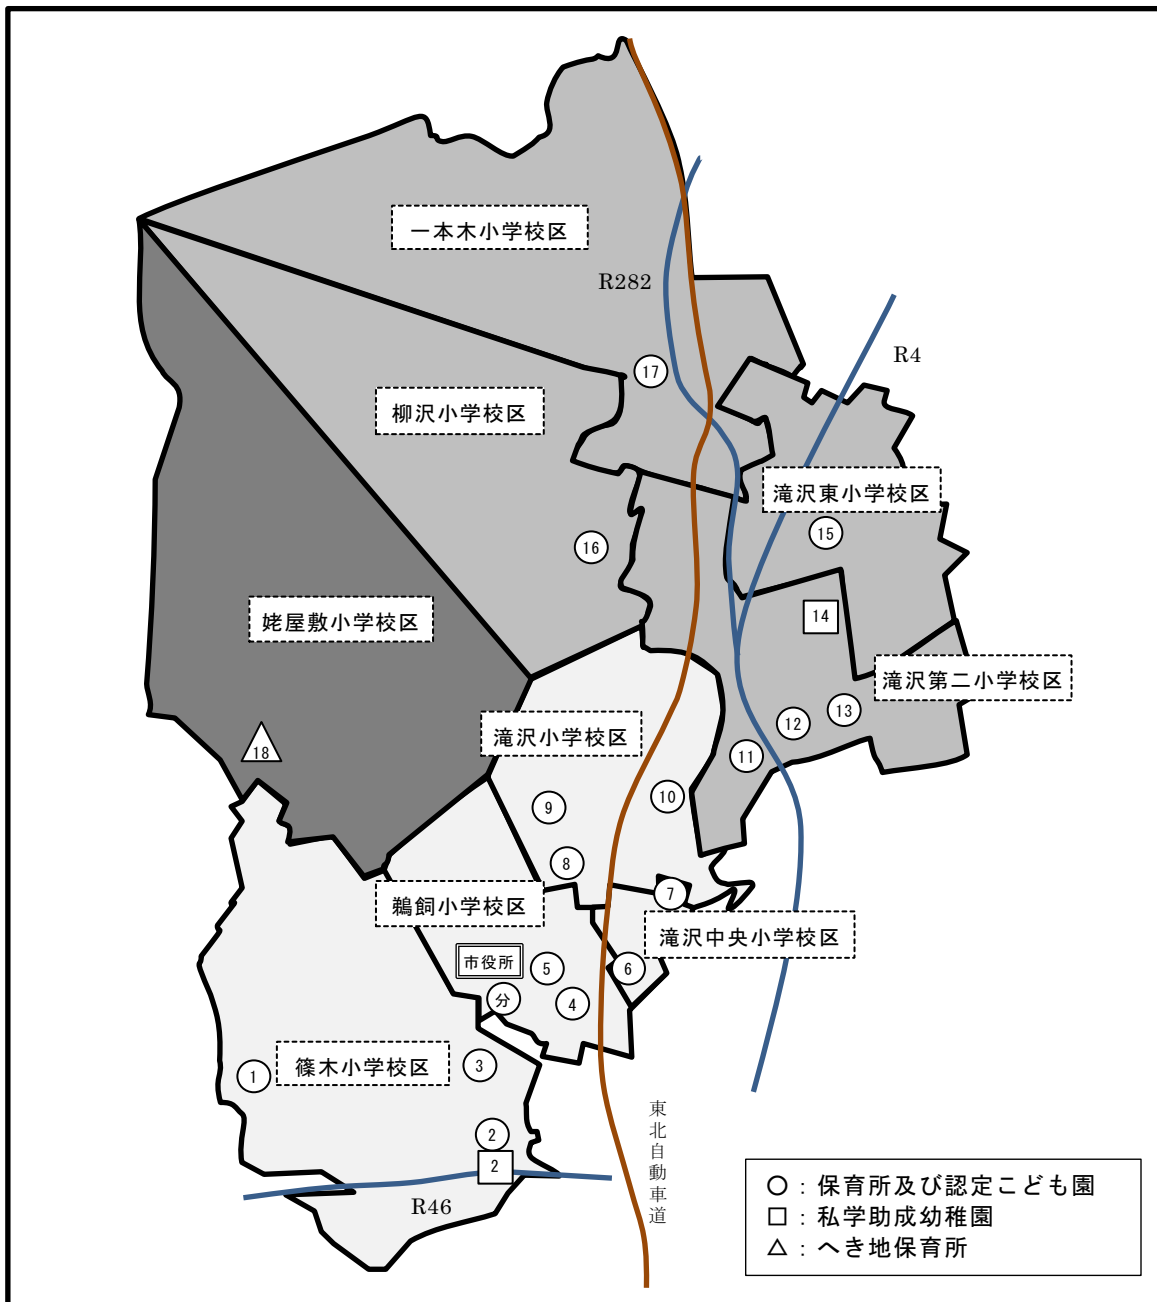 一本木小学校区
R282
R4
17
柳沢小学校区
滝沢東小学校区
15
16
姥屋敷小学校区
14
滝沢第二小学校区
13
12
11
滝沢小学校区
18
10
9
8
7
鵜飼小学校区
滝沢中央小学校区
市役所
5
6
分
4
篠木小学校区
3
1
2
2
R46
東北自動車道
○：保育所及び認定こども園
□：私学助成幼稚園
△：へき地保育所